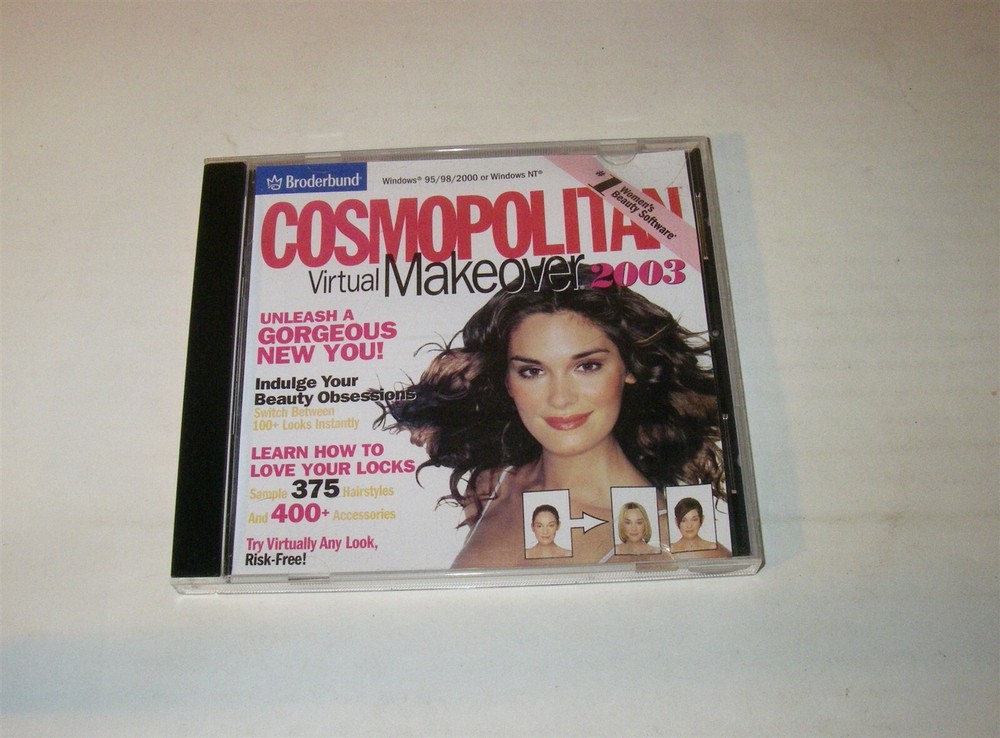 Broderbund®
Windows® 95/98/2000 or Windows NT®
#1 Women's
Beauty Software*
COSMOPOLITAN
Virtual Makeover 2003
UNLEASH A
GORGEOUS
NEW YOU!
Indulge Your
Beauty Obsessions
Switch Between
100+ Looks Instantly
LEARN HOW TO
LOVE YOUR LOCKS
Sample 375 Hairstyles
And 400+ Accessories
Try Virtually Any Look,
Risk-Free!